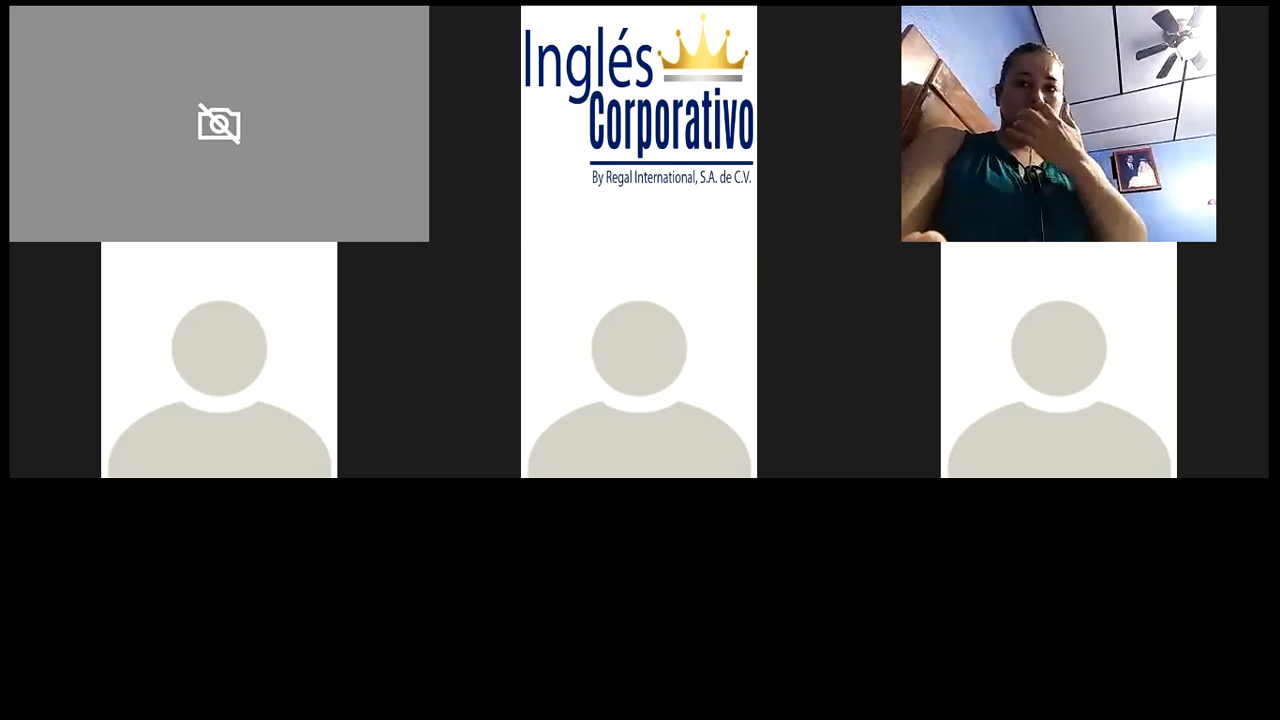 Inglés
Corporativo
By Regal International, S.A. de C.V.